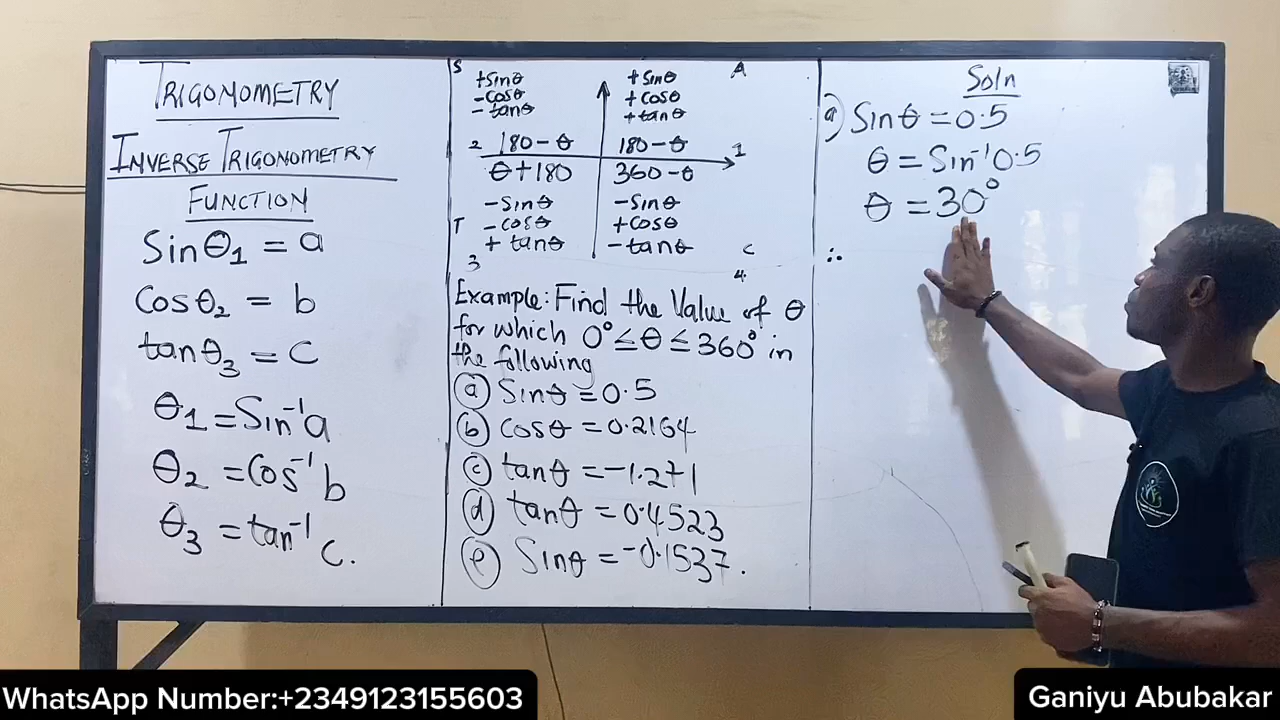 TRIGONOMETRY
INVERSE TRIGONOMETRY
FUNCTION
Sinθ1 = a
Cosθ2 = b
tanθ3 = C
θ1 = Sin⁻¹a
θ2 = Cos⁻¹b
θ3 = tan⁻¹c.
S
+Sinθ
-Cosθ
-tanθ
2 180-θ
A
+Sinθ
+Cosθ
+tanθ
180-θ
1
θ+180
-Sinθ
T -Cosθ
+tanθ
3
360-θ
-Sinθ
+Cosθ
-tanθ
C
4.
Example: Find the Value of θ
for which 0° ≤ θ ≤ 360° in
the following
(a) Sinθ = 0.5
(b) Cosθ = 0.2164
(c) tanθ = -1.271
(d) tanθ = 0.4523
(e) Sinθ = -0.1537.
Soln
a) Sinθ = 0.5
θ = Sin⁻¹0.5
θ = 30°
∴
WhatsApp Number:+2349123155603
Ganiyu Abubakar